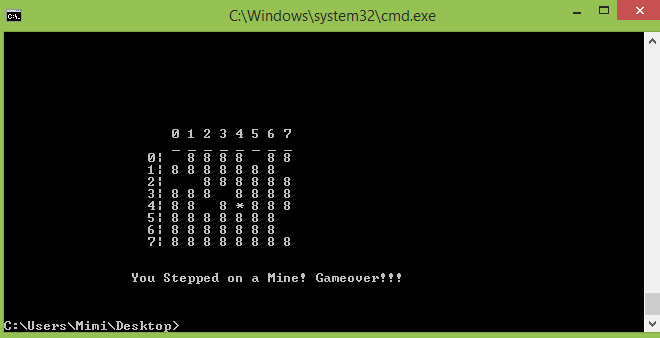 C:\Windows\system32\cmd.exe
0 1 2 3 4 5 6 7
_ _ _ _ _ _ _ _
0¦   8 8 8 8   8 8
1¦ 8 8 8 8 8 8 8
2¦     8 8 8 8 8 8
3¦ 8 8 8   8 8 8 8
4¦ 8 8   8 * 8 8 8
5¦ 8 8 8 8 8 8 8
6¦ 8 8 8 8 8 8 8
7¦ 8 8 8 8 8 8 8 8
You Stepped on a Mine! Gameover!!!
C:\Users\Mimi\Desktop>